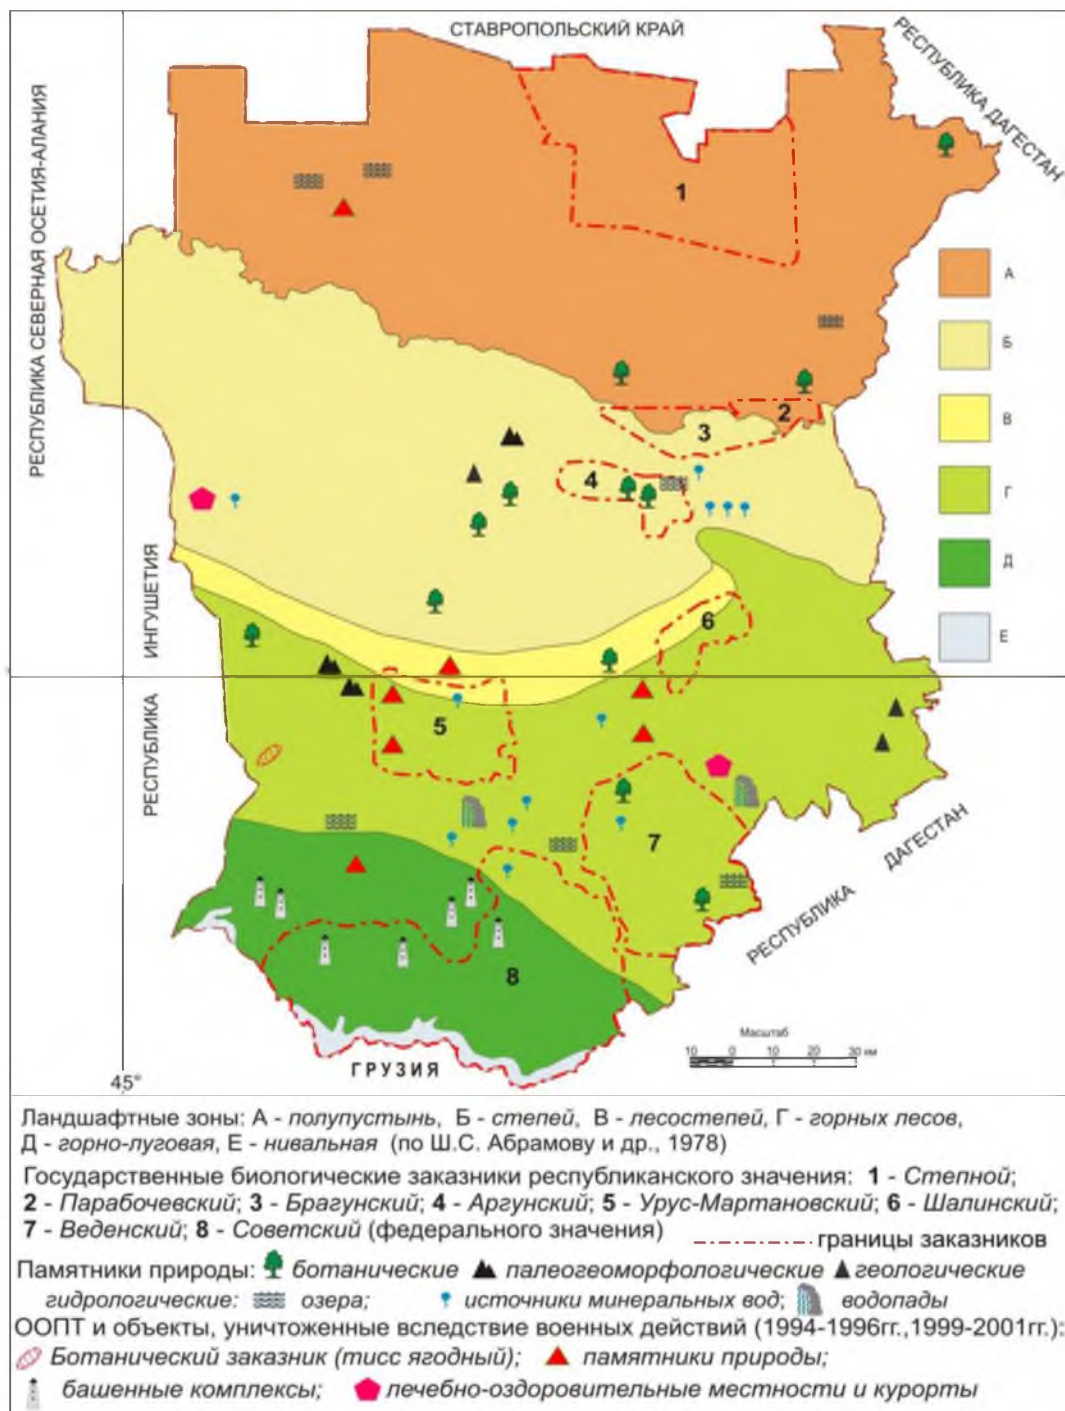 СТАВРОПОЛЬСКИЙ КРАЙ
РЕСПУБЛИКА ДАГЕСТАН
РЕСПУБЛИКА СЕВЕРНАЯ ОСЕТИЯ-АЛАНИЯ
1
А
Б
2
3
В
4
Г
ИНГУШЕТИЯ
Д
6
Е
РЕСПУБЛИКА
5
7
РЕСПУБЛИКА ДАГЕСТАН
8
Масштаб
10 0 10 20 30 км
ГРУЗИЯ
45°
Ландшафтные зоны: А - полупустынь, Б - степей, В - лесостепей, Г - горных лесов,
Д - горно-луговая, Е - нивальная (по Ш.С. Абрамову и др., 1978)
Государственные биологические заказники республиканского значения: 1 - Степной;
2 - Парабочевский; 3 - Брагунский; 4 - Аргунский; 5 - Урус-Мартановский; 6 - Шалинский;
7 - Веденский; 8 - Советский (федерального значения)
границы заказников
Памятники природы: ботанические палеогеоморфологические геологические
гидрологические: озера; источники минеральных вод; водопады
ООПТ и объекты, уничтоженные вследствие военных действий (1994-1996гг.,1999-2001гг.):
Ботанический заказник (тисс ягодный); памятники природы;
башенные комплексы; лечебно-оздоровительные местности и курорты